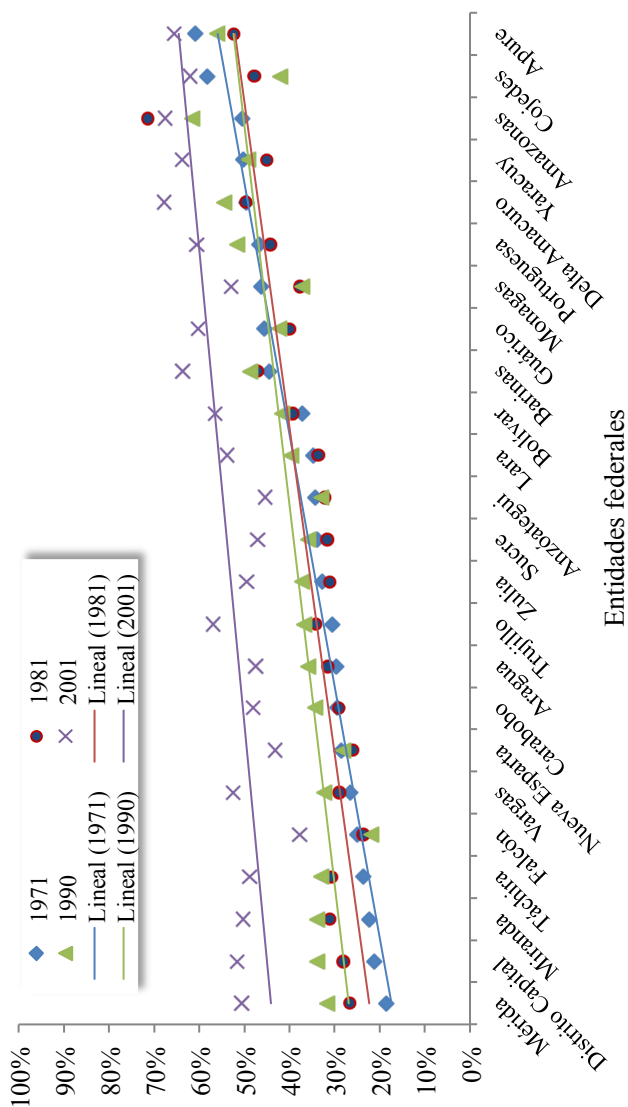 1971
1981
1990
2001
Lineal (1971)
Lineal (1981)
Lineal (1990)
Lineal (2001)
100%
90%
80%
70%
60%
50%
40%
30%
20%
10%
0%
Mérida
Distrito Capital
Miranda
Táchira
Falcón
Vargas
Nueva Esparta
Carabobo
Aragua
Trujillo
Zulia
Sucre
Anzóategui
Lara
Bolívar
Barinas
Guárico
Monagas
Portuguesa
Delta Amacuro
Yaracuy
Amazonas
Cojedes
Apure
Entidades federales